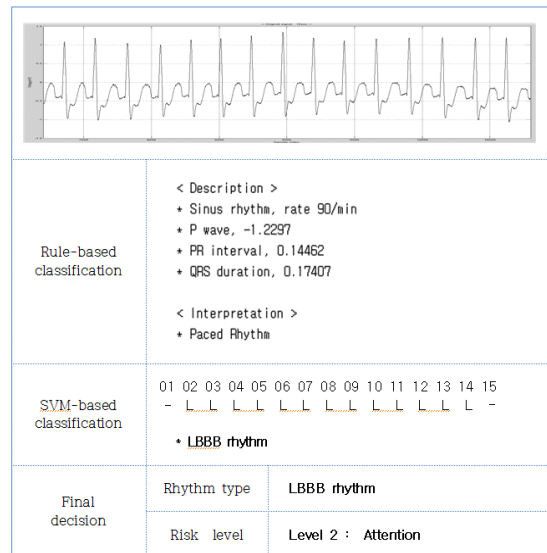 Rule-based
classification
< Description >
* Sinus rhythm, rate 90/min
* P wave, -1.2297
* PR interval, 0.14462
* QRS duration, 0.17407
< Interpretation >
* Paced Rhythm
SVM-based
classification
01 02 03 04 05 06 07 08 09 10 11 12 13 14 15
- L L L L L L L L L L L L L -
* LBBB rhythm
Final
decision
Rhythm type
LBBB rhythm
Risk level
Level 2 : Attention